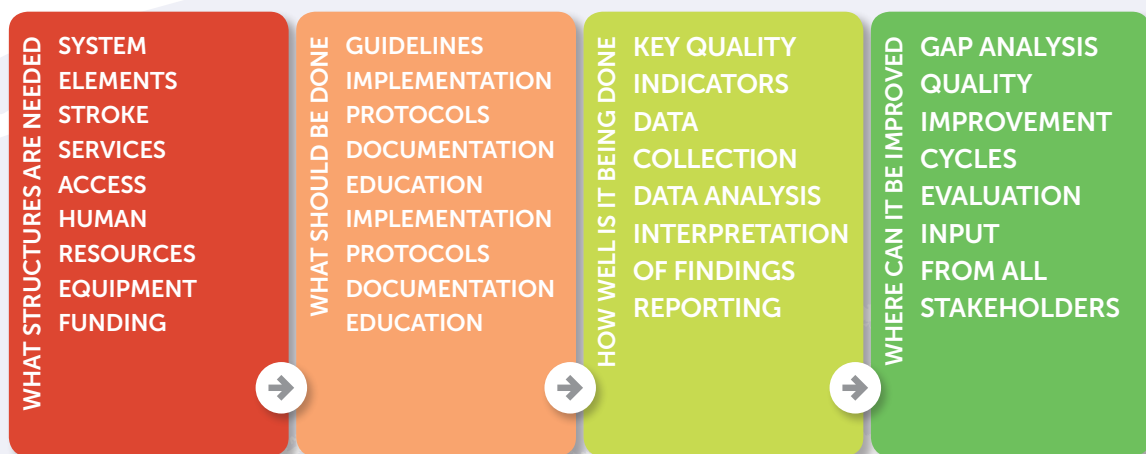 WHAT STRUCTURES ARE NEEDED
SYSTEM
ELEMENTS
STROKE
SERVICES
ACCESS
HUMAN
RESOURCES
EQUIPMENT
FUNDING
WHAT SHOULD BE DONE
GUIDELINES
IMPLEMENTATION
PROTOCOLS
DOCUMENTATION
EDUCATION
IMPLEMENTATION
PROTOCOLS
DOCUMENTATION
EDUCATION
HOW WELL IS IT BEING DONE
KEY QUALITY
INDICATORS
DATA
COLLECTION
DATA ANALYSIS
INTERPRETATION
OF FINDINGS
REPORTING
WHERE CAN IT BE IMPROVED
GAP ANALYSIS
QUALITY
IMPROVEMENT
CYCLES
EVALUATION
INPUT
FROM ALL
STAKEHOLDERS